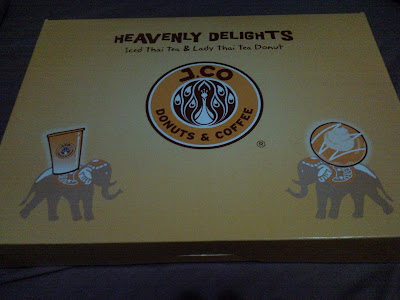 HEAVENLY DELIGHTS
Iced Thai Tea & Lady Thai Tea Donut
J.CO
DONUTS & COFFEE
®